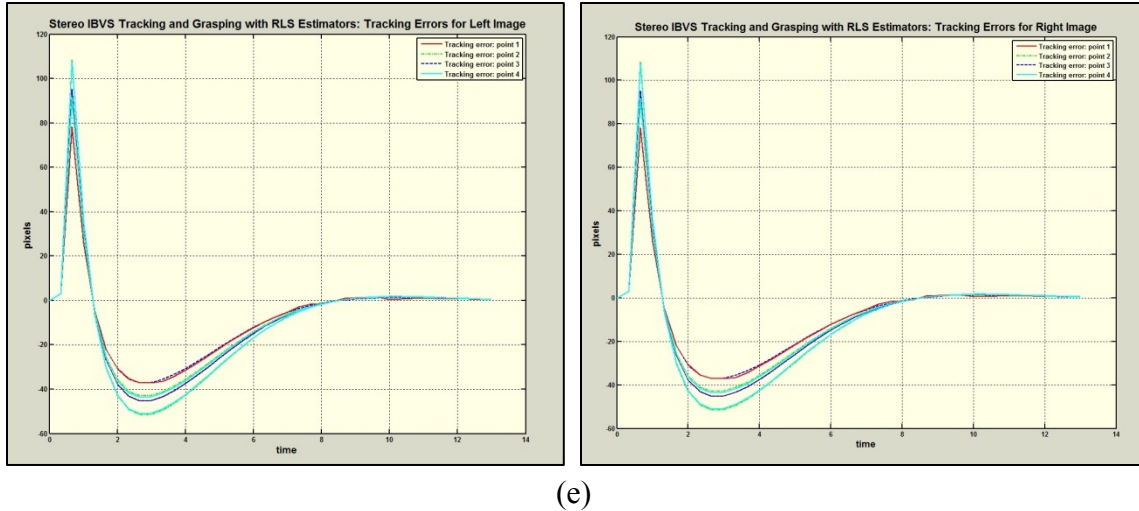 Stereo IBVS Tracking and Grasping with RLS Estimators: Tracking Errors for Left Image
Tracking error: point 1
Tracking error: point 2
Tracking error: point 3
Tracking error: point 4
pixels
120
100
80
60
40
20
0
-20
-40
-60
0 2 4 6 8 10 12 14
time
Stereo IBVS Tracking and Grasping with RLS Estimators: Tracking Errors for Right Image
Tracking error: point 1
Tracking error: point 2
Tracking error: point 3
Tracking error: point 4
pixels
120
100
80
60
40
20
0
-20
-40
-60
0 2 4 6 8 10 12 14
time
(e)